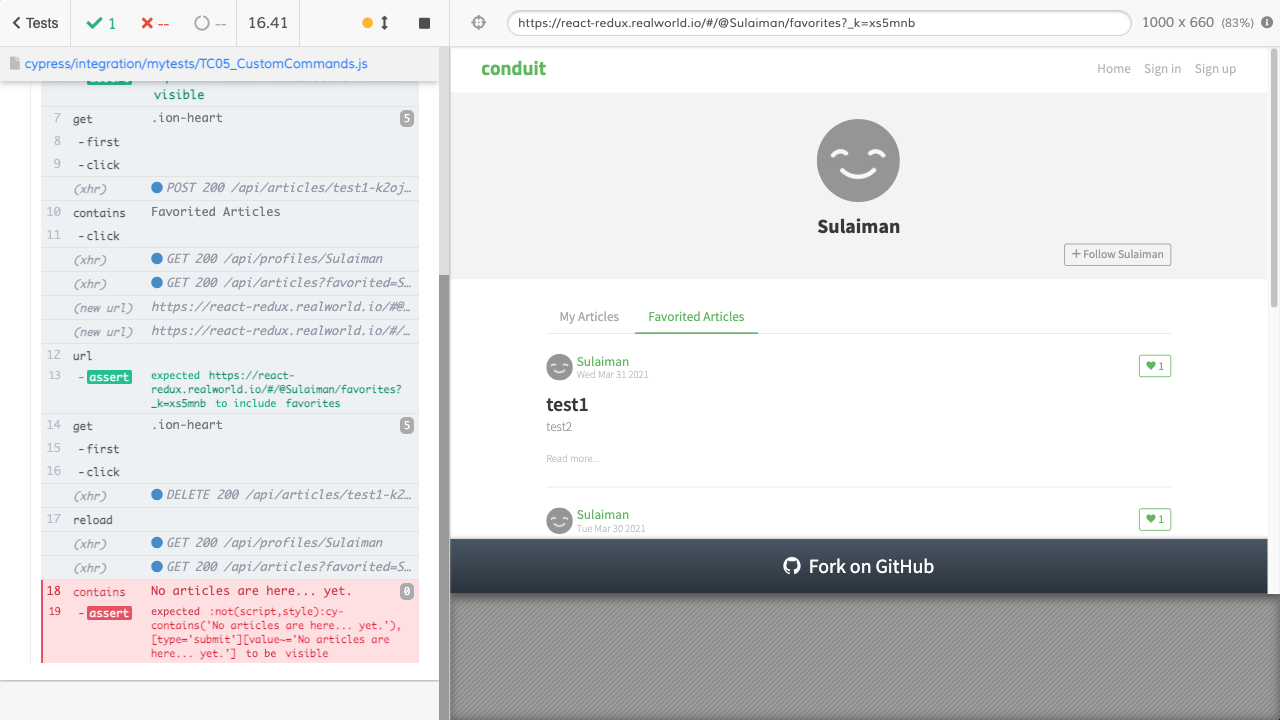 Tests
1
--
--
16.41
cypress/integration/mytests/TC05_CustomCommands.js
assert
visible
7 get .ion-heart 5
8 -first
9 -click
(xhr) POST 200 /api/articles/test1-k2oj…
10 contains Favorited Articles
11 -click
(xhr) GET 200 /api/profiles/Sulaiman
(xhr) GET 200 /api/articles?favorited=S…
(new url) https://react-redux.realworld.io/#@…
(new url) https://react-redux.realworld.io/#/…
12 url
13 -assert expected https://react-
redux.realworld.io/#/@Sulaiman/favorites?
_k=xs5mnb to include favorites
14 get .ion-heart 5
15 -first
16 -click
(xhr) DELETE 200 /api/articles/test1-k2…
17 reload
(xhr) GET 200 /api/profiles/Sulaiman
(xhr) GET 200 /api/articles?favorited=S…
18 contains No articles are here... yet. 0
19 -assert expected :not(script,style):cy-
contains('No articles are here... yet.'),
[type='submit'][value~='No articles are
here... yet.'] to be visible
https://react-redux.realworld.io/#/@Sulaiman/favorites?_k=xs5mnb
1000 x 660 (83%)
conduit
Home Sign in Sign up
Sulaiman
+ Follow Sulaiman
My Articles Favorited Articles
Sulaiman
Wed Mar 31 2021
1
test1
test2
Read more...
Sulaiman
Tue Mar 30 2021
1
Fork on GitHub